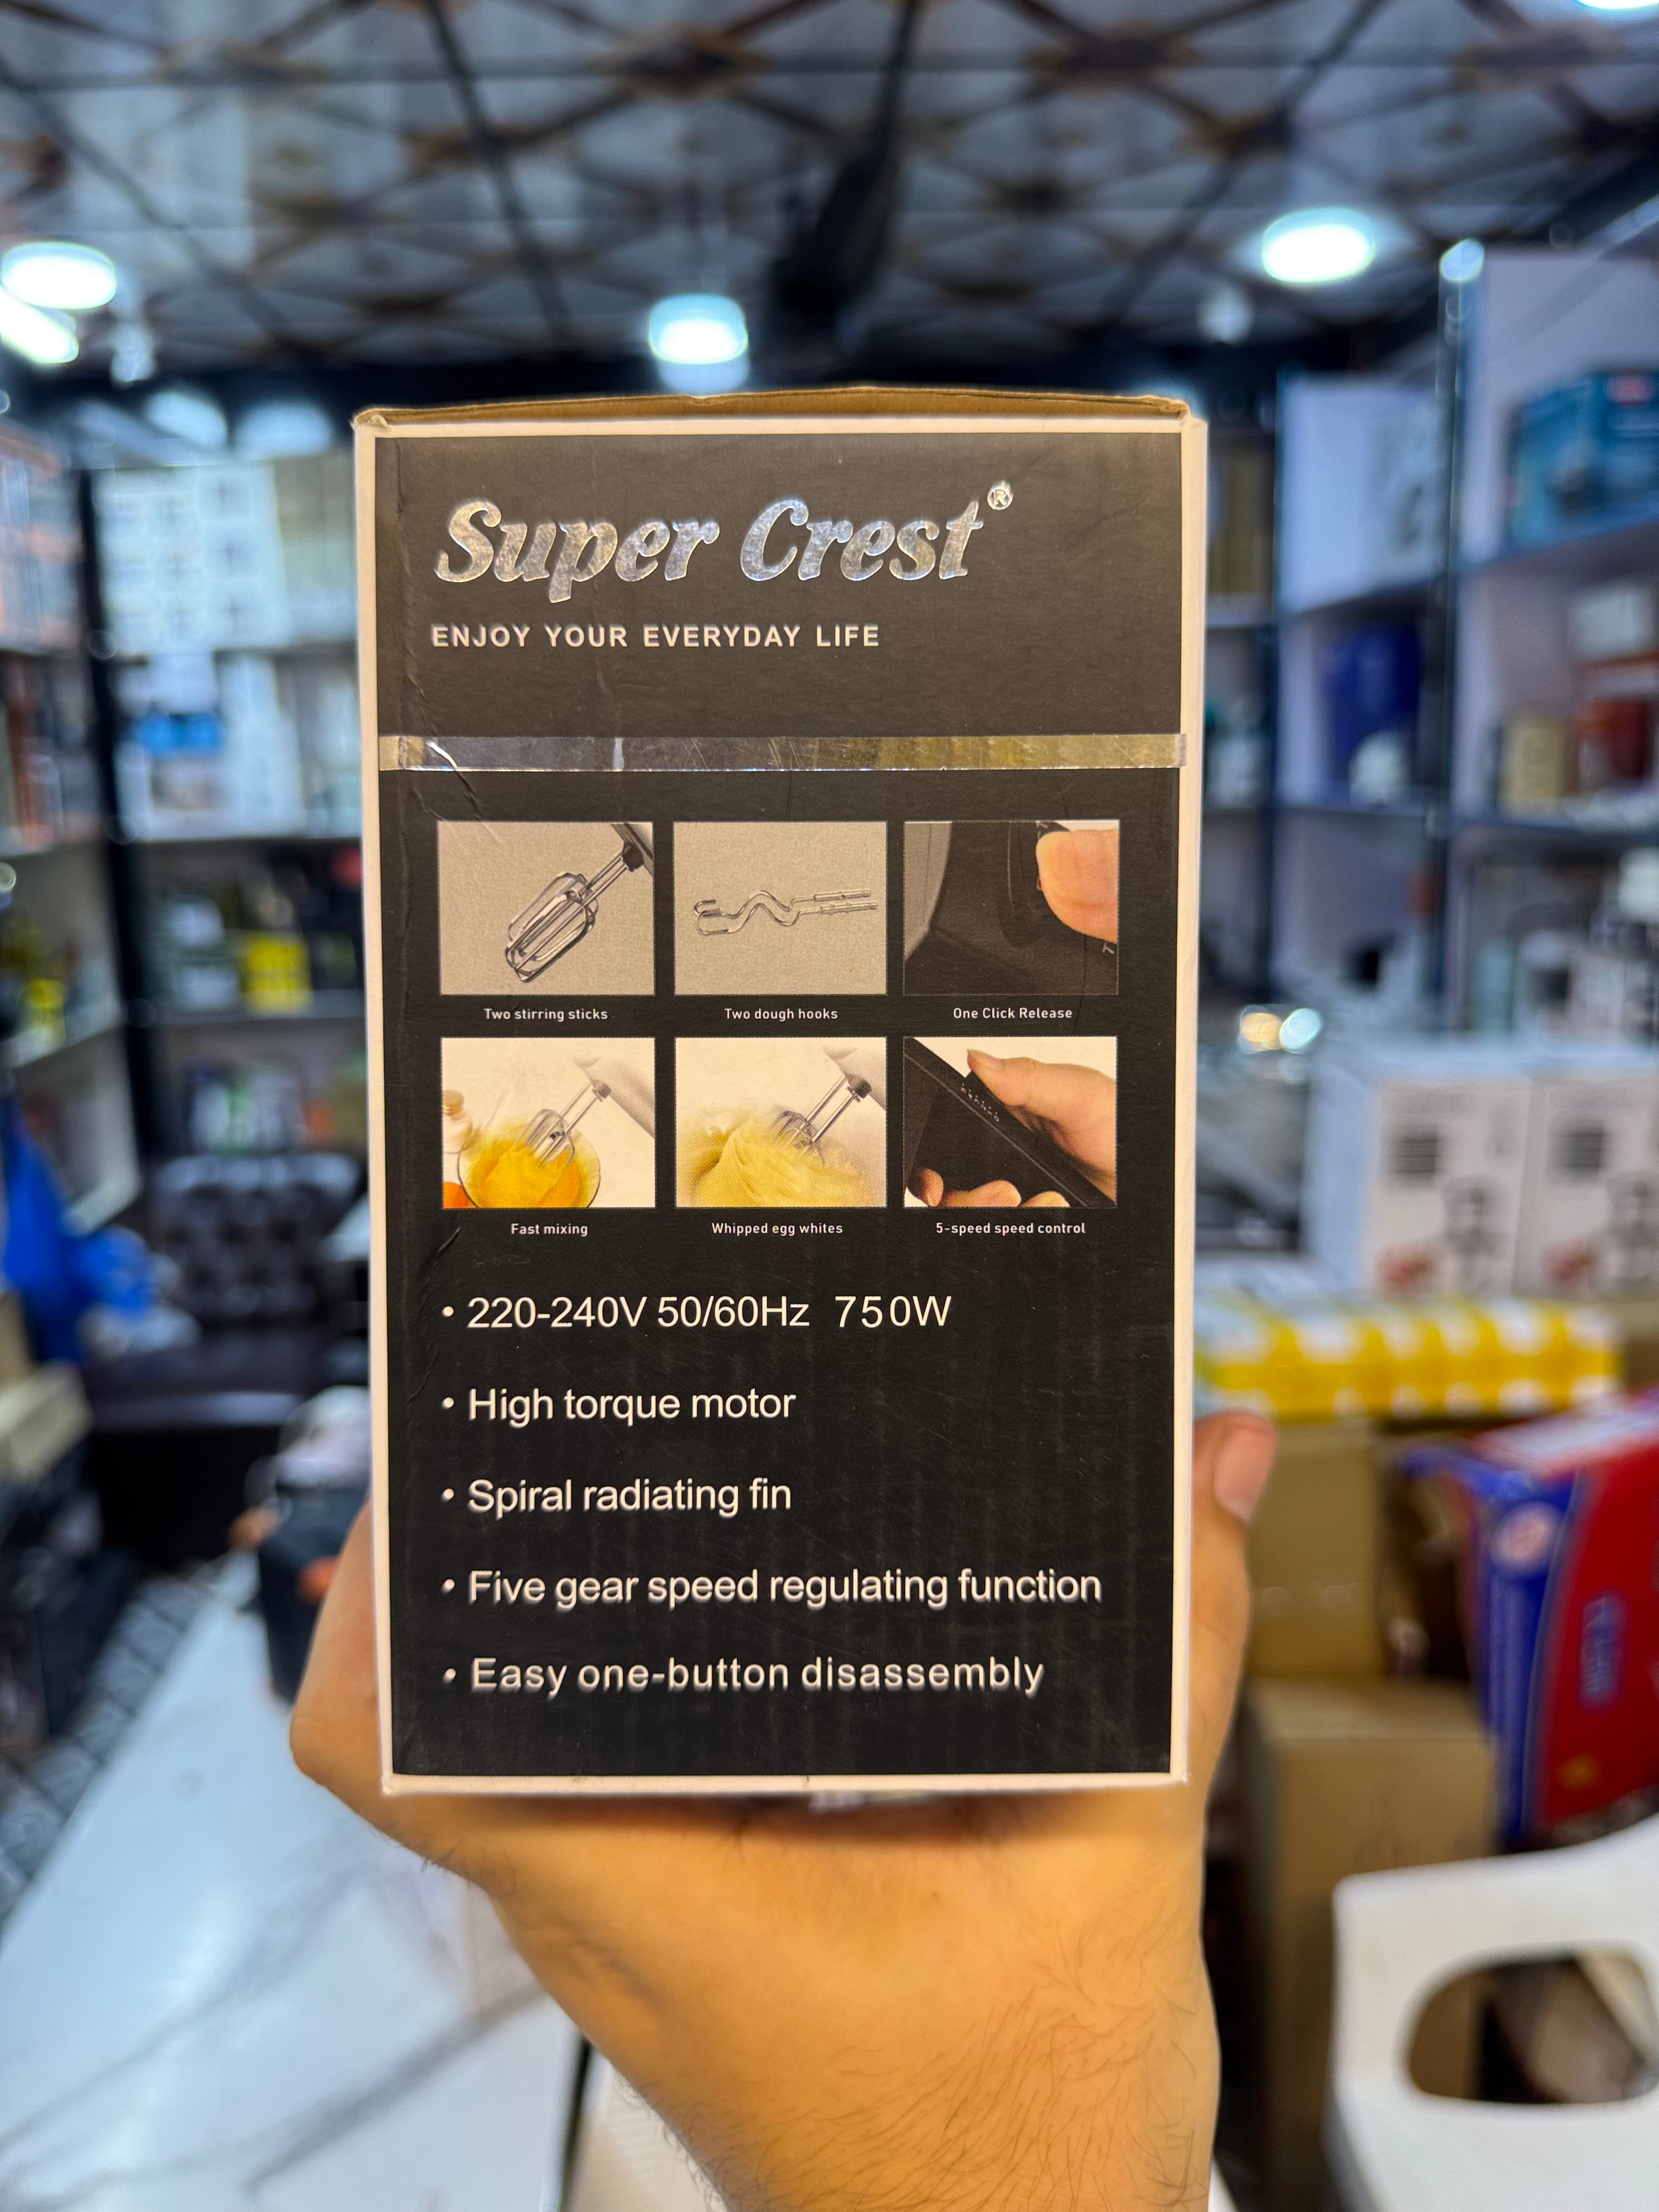 Super Crest®
ENJOY YOUR EVERYDAY LIFE
Two stirring sticks
Two dough hooks
One Click Release
Fast mixing
Whipped egg whites
5-speed speed control
• 220-240V 50/60Hz 750W
• High torque motor
• Spiral radiating fin
• Five gear speed regulating function
• Easy one-button disassembly